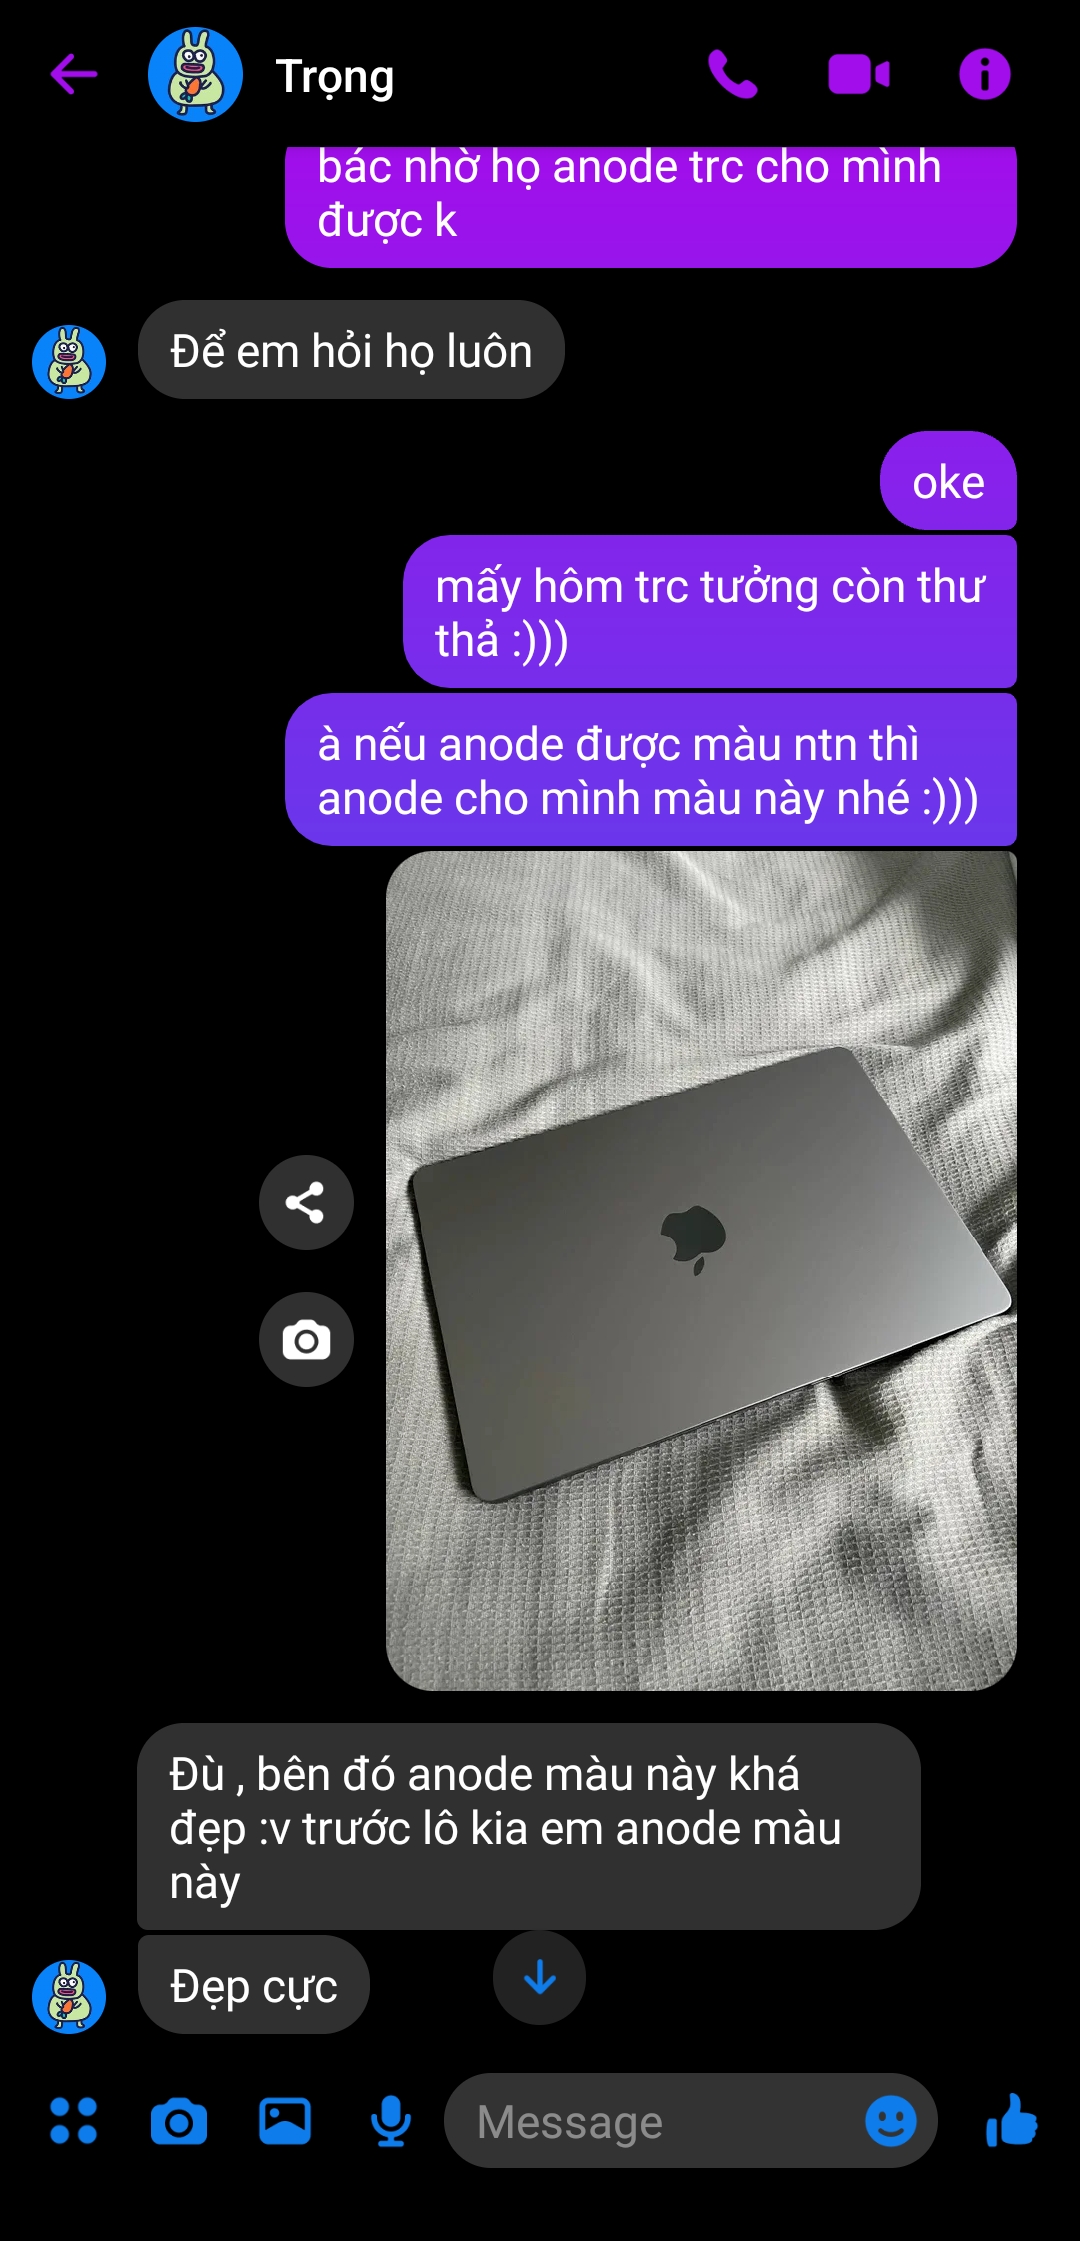 Trọng
bác nhờ họ anode trc cho mình
được k
Để em hỏi họ luôn
oke
mấy hôm trc tưởng còn thư
thả :)))
à nếu anode được màu ntn thì
anode cho mình màu này nhé :)))
Đù , bên đó anode màu này khá
đẹp :v trước lô kia em anode màu
này
Đẹp cực
Message